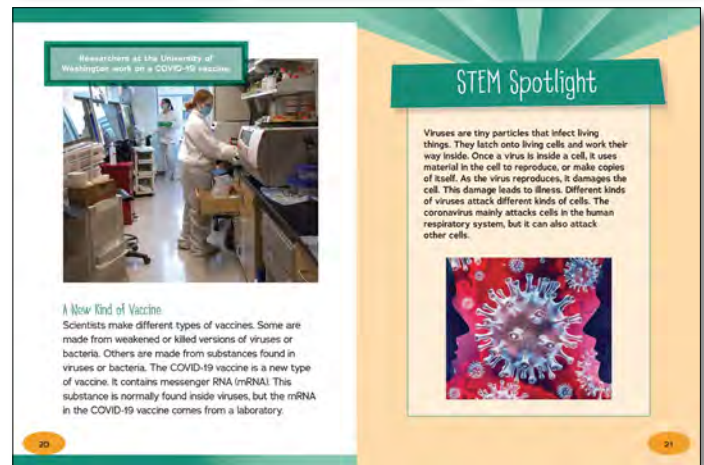 Researchers at the University of
Washington work on a COVID-19 vaccine.
A New Kind of Vaccine
Scientists make different types of vaccines. Some are
made from weakened or killed versions of viruses or
bacteria. Others are made from substances found in
viruses or bacteria. The COVID-19 vaccine is a new type
of vaccine. It contains messenger RNA (mRNA). This
substance is normally found inside viruses, but the mRNA
in the COVID-19 vaccine comes from a laboratory.
20
STEM Spotlight
Viruses are tiny particles that infect living
things. They latch onto living cells and work their
way inside. Once a virus is inside a cell, it uses
material in the cell to reproduce, or make copies
of itself. As the virus reproduces, it damages the
cell. This damage leads to illness. Different kinds
of viruses attack different kinds of cells. The
coronavirus mainly attacks cells in the human
respiratory system, but it can also attack
other cells.
21